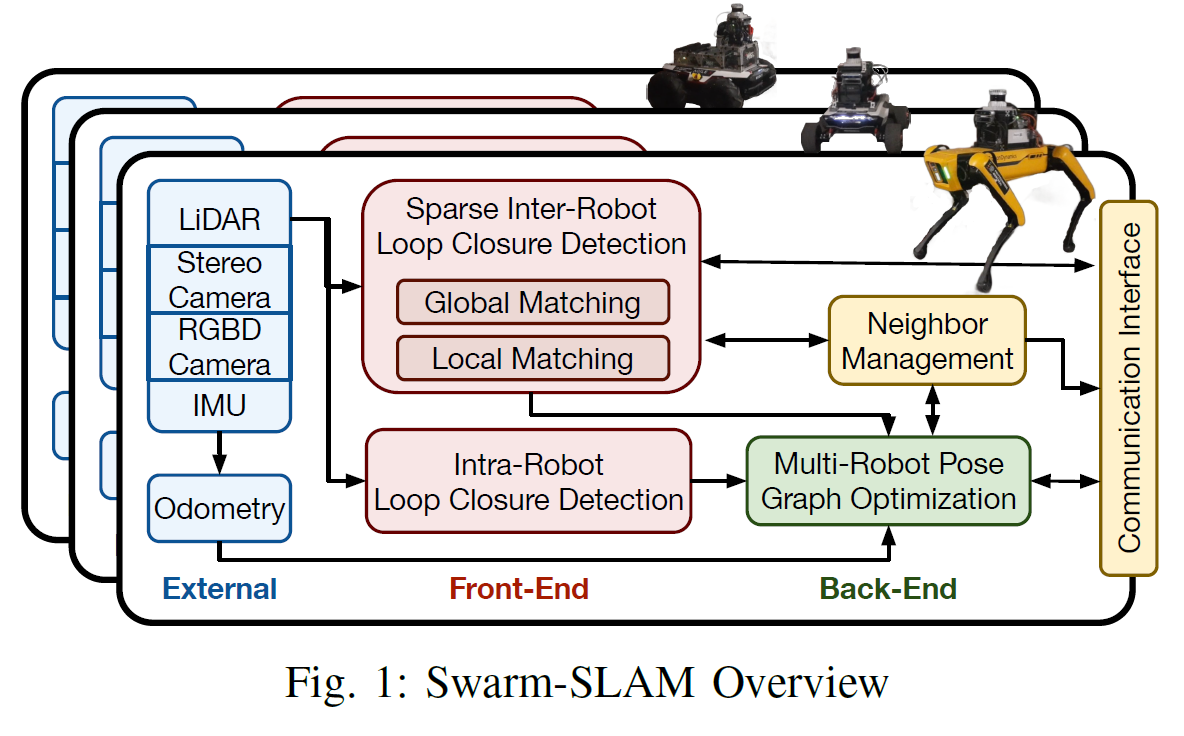 LiDAR
Stereo
Camera
RGBD
Camera
IMU
Odometry
External
Sparse Inter-Robot
Loop Closure Detection
Global Matching
Local Matching
Intra-Robot
Loop Closure Detection
Front-End
Neighbor
Management
Multi-Robot Pose
Graph Optimization
Back-End
Communication Interface
Fig. 1: Swarm-SLAM Overview